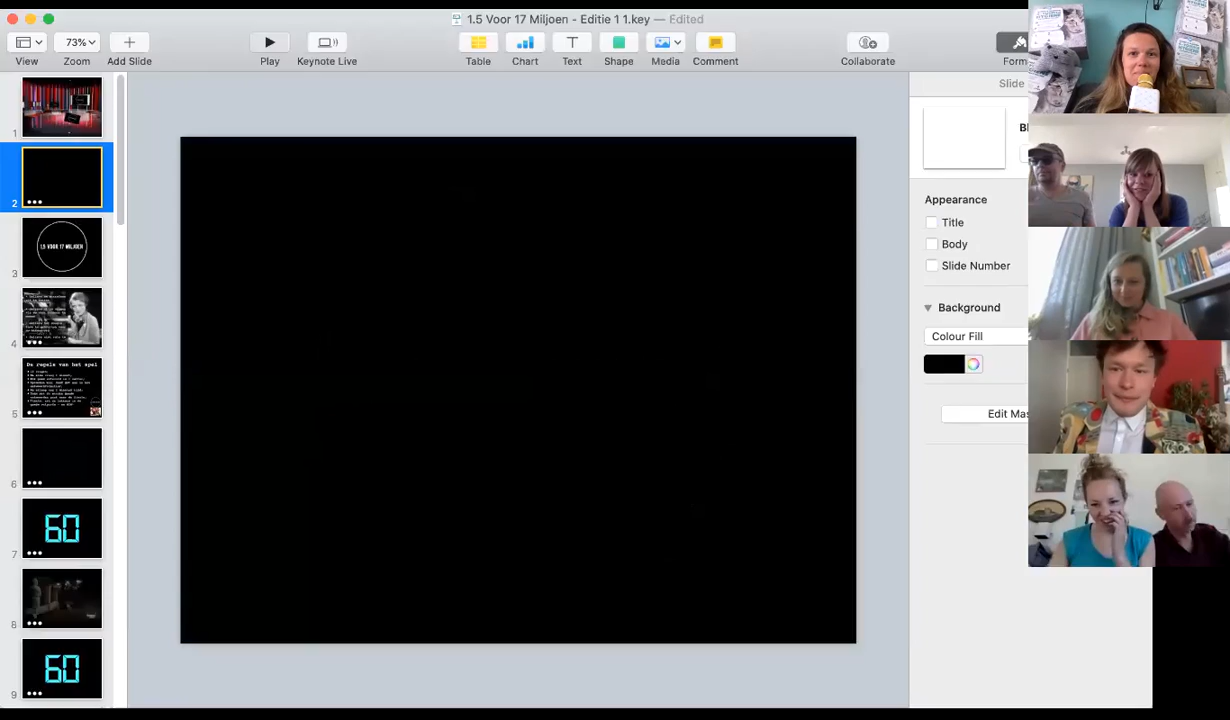 1.5 Voor 17 Miljoen - Editie 1 1.key — Edited
73%
View
Zoom
Add Slide
Play
Keynote Live
Table
Chart
Text
Shape
Media
Comment
Collaborate
Form
Slide
1
2
3
4
5
6
7
8
9
1.5 VOOR 17 MILJOEN
De regels van het spel
60
60
Bl
Appearance
Title
Body
Slide Number
Background
Colour Fill
Edit Mas